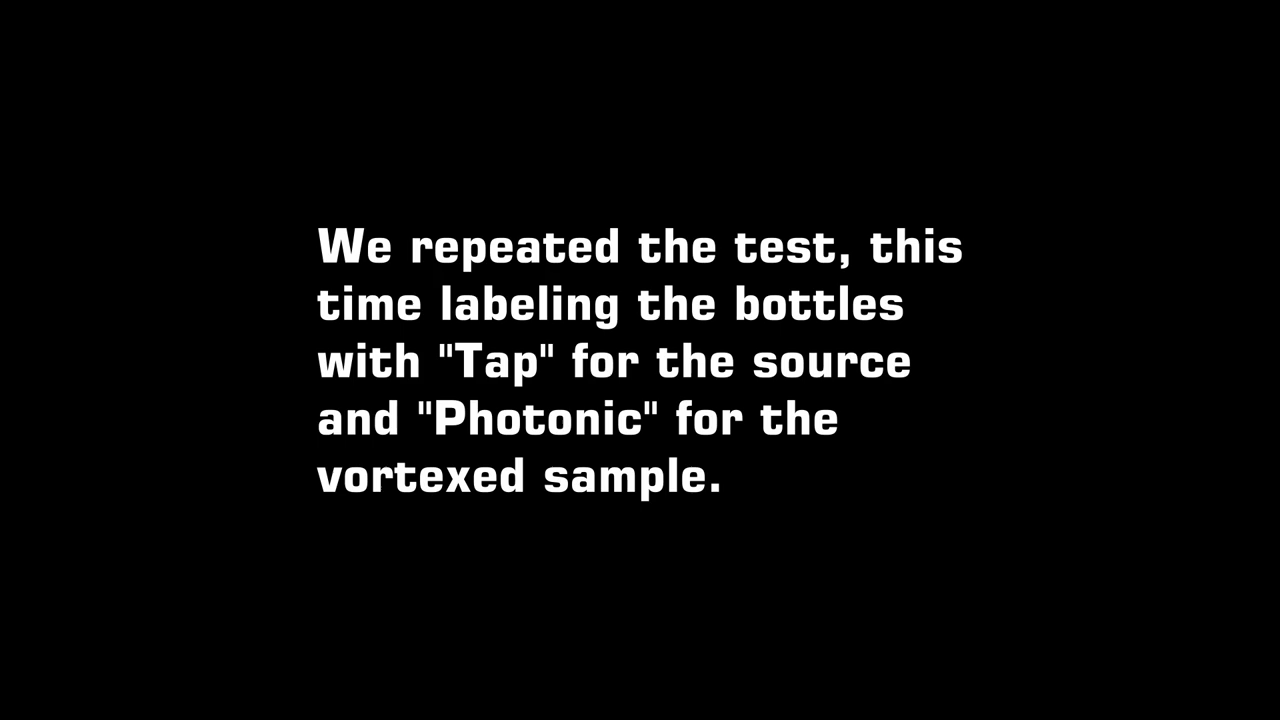 We repeated the test, this
time labeling the bottles
with "Tap" for the source
and "Photonic" for the
vortexed sample.